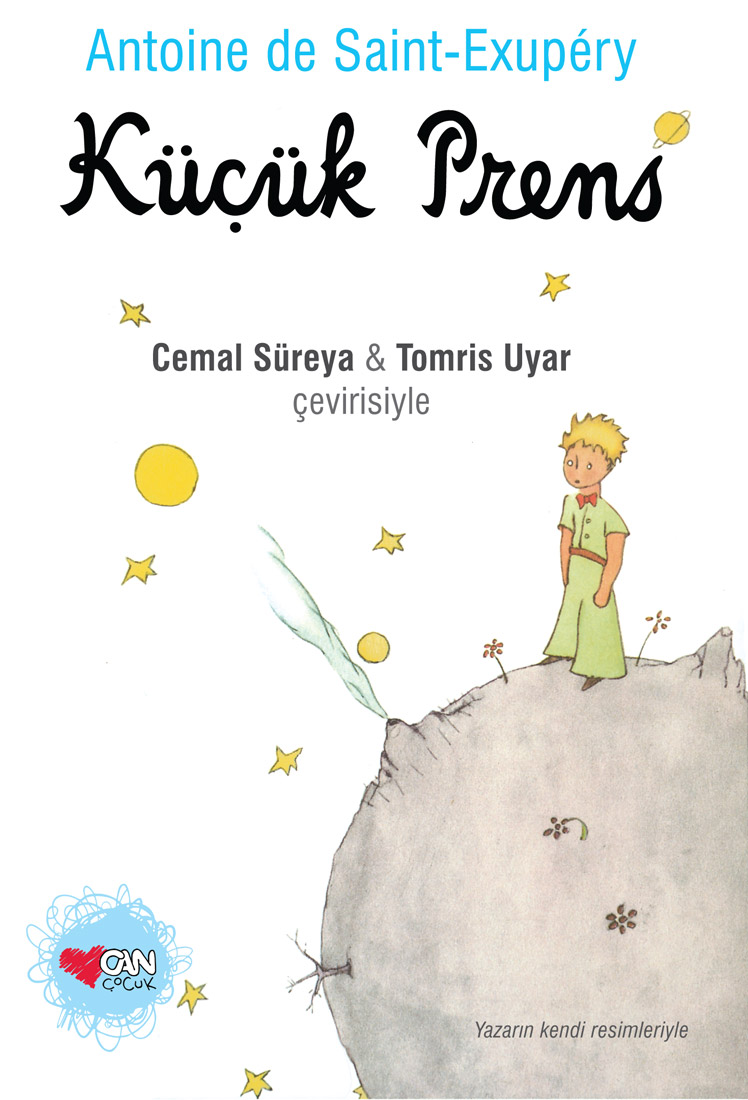 Antoine de Saint-Exupéry
Küçük Prens
Cemal Süreya & Tomris Uyar
çevirisiyle
CAN
ÇOCUK
Yazarın kendi resimleriyle